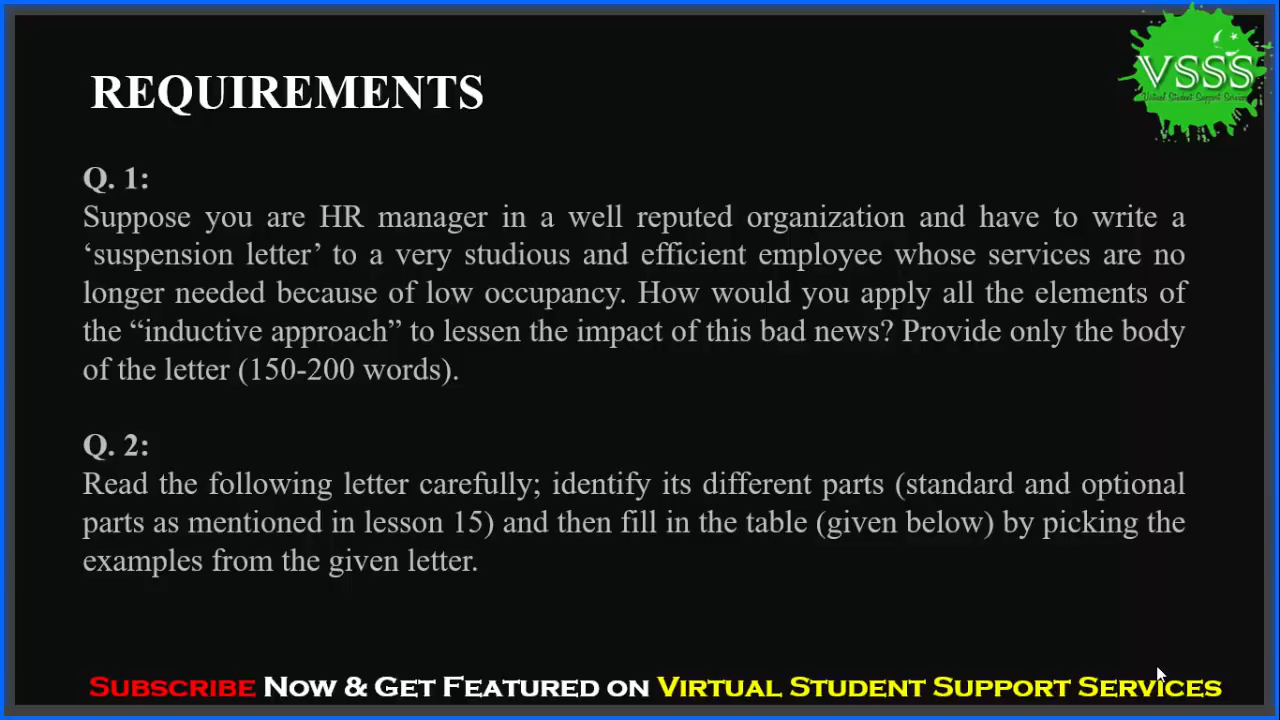 VSSS
Virtual Student Support Services
REQUIREMENTS
Q. 1:
Suppose you are HR manager in a well reputed organization and have to write a
‘suspension letter’ to a very studious and efficient employee whose services are no
longer needed because of low occupancy. How would you apply all the elements of
the “inductive approach” to lessen the impact of this bad news? Provide only the body
of the letter (150-200 words).
Q. 2:
Read the following letter carefully; identify its different parts (standard and optional
parts as mentioned in lesson 15) and then fill in the table (given below) by picking the
examples from the given letter.
SUBSCRIBE NOW & GET FEATURED ON VIRTUAL STUDENT SUPPORT SERVICES